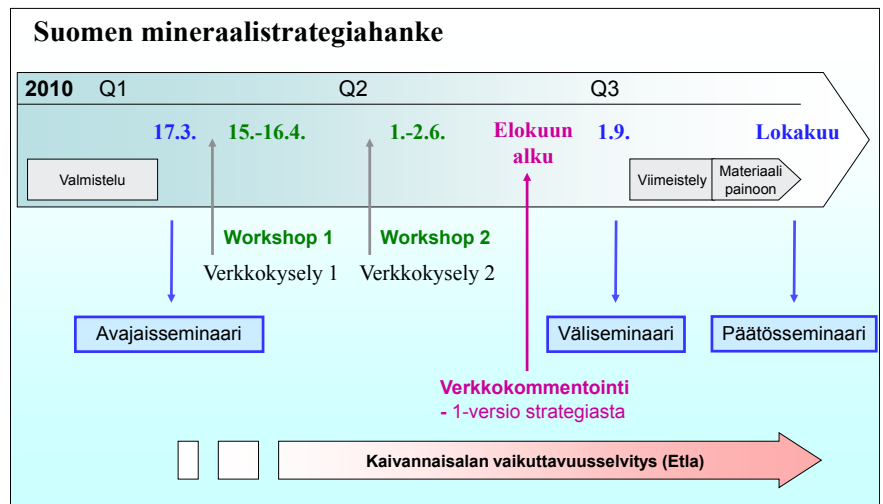 Suomen mineraalistrategiahanke
2010 Q1 Q2 Q3
17.3. 15.-16.4. 1.-2.6. Elokuun alku 1.9. Lokakuu
Valmistelu
Viimeistely
Materiaali
painoon
Workshop 1
Workshop 2
Verkkokysely 1
Verkkokysely 2
Avajaisseminaari
Väliseminaari
Päätösseminaari
Verkkokommentointi
- 1-versio strategiasta
Kaivannaisalan vaikuttavuusselvitys (Etla)